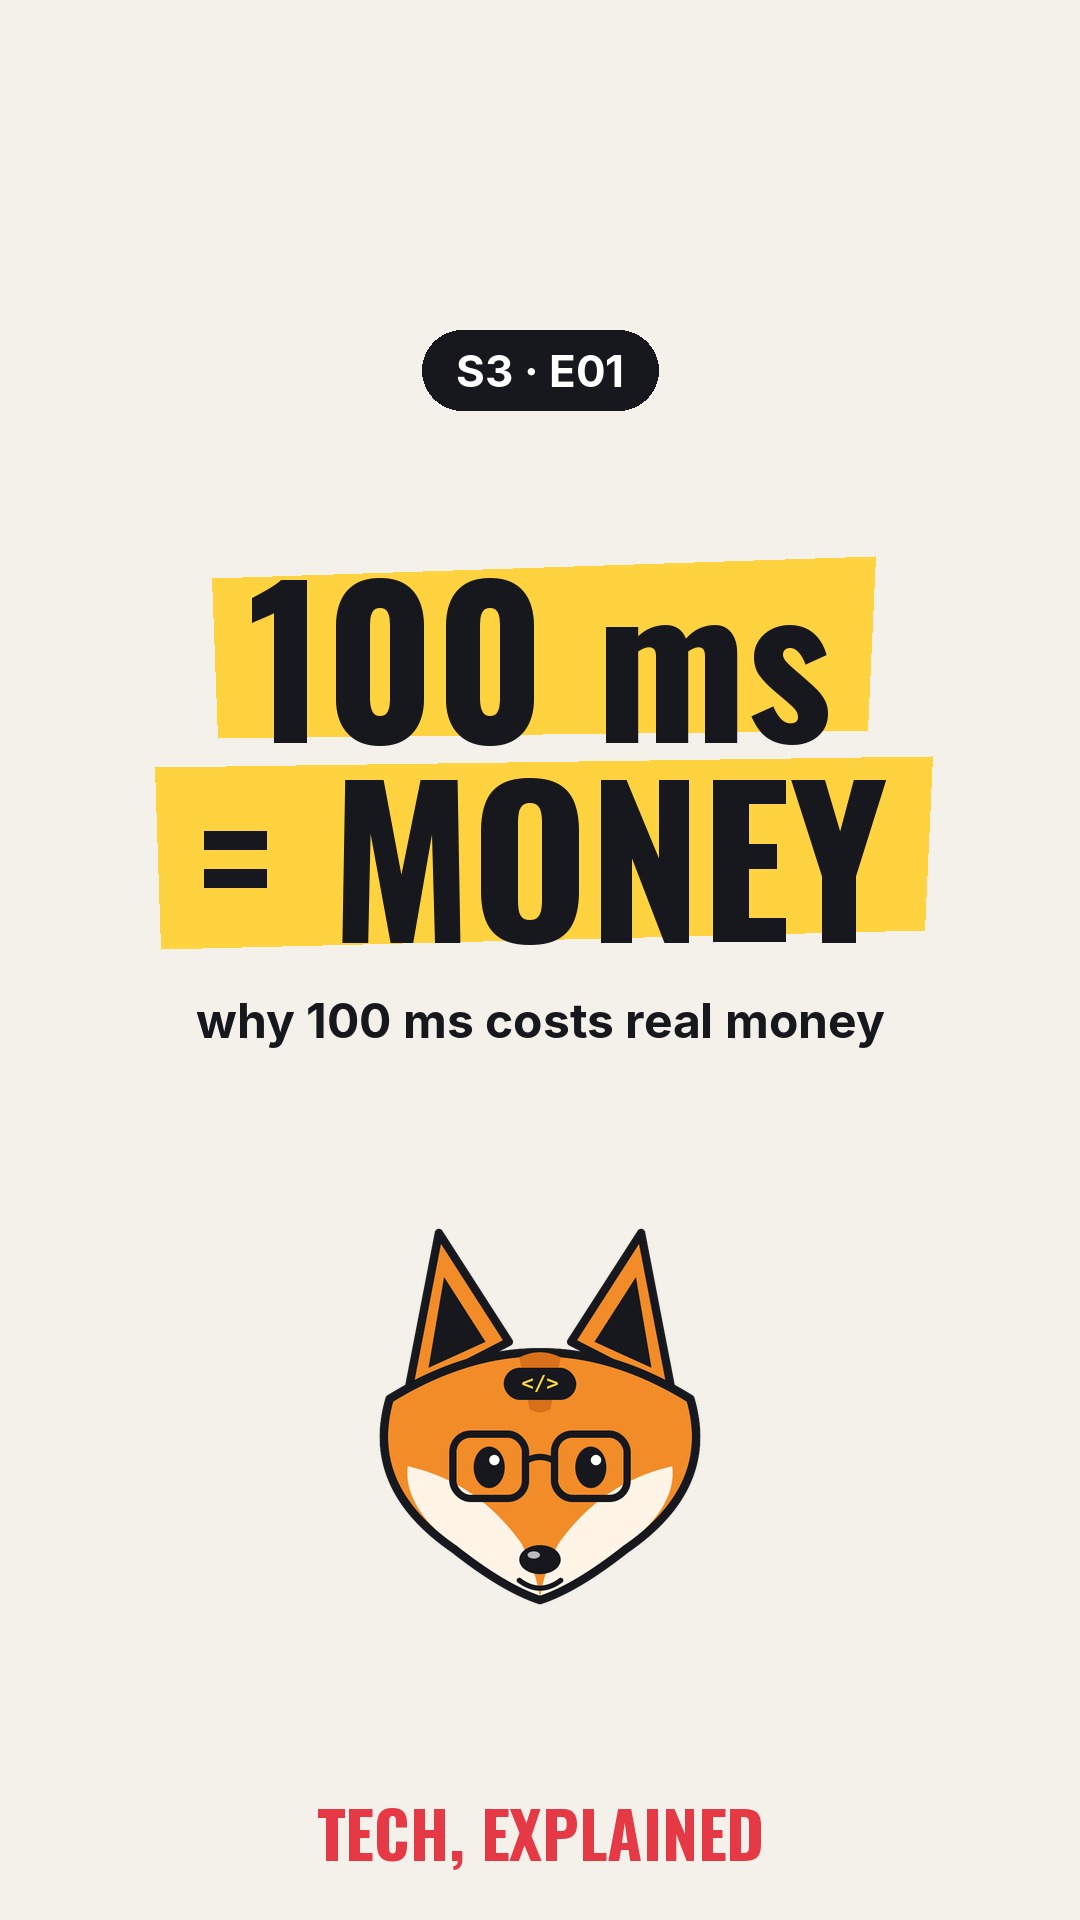 S3 · E01
100 ms
= MONEY
why 100 ms costs real money
</>
TECH, EXPLAINED